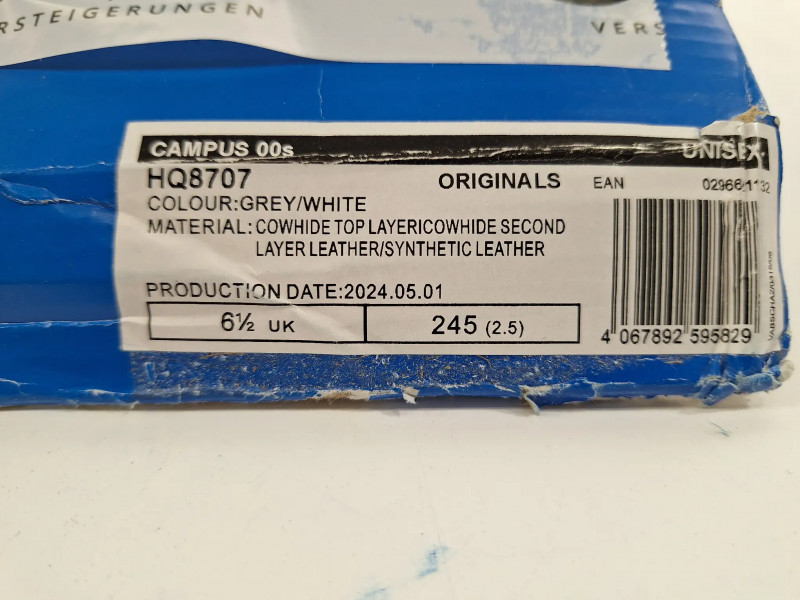 RSTEIGERUNGEN
VERS
CAMPUS 00s
UNISEX
HQ8707
ORIGINALS
EAN
COLOUR:GREY/WHITE
MATERIAL:COWHIDE TOP LAYERICOWHIDE SECOND
LAYER LEATHER/SYNTHETIC LEATHER
PRODUCTION DATE:2024.05.01
6½ UK
245 (2.5)
4 067892 595829